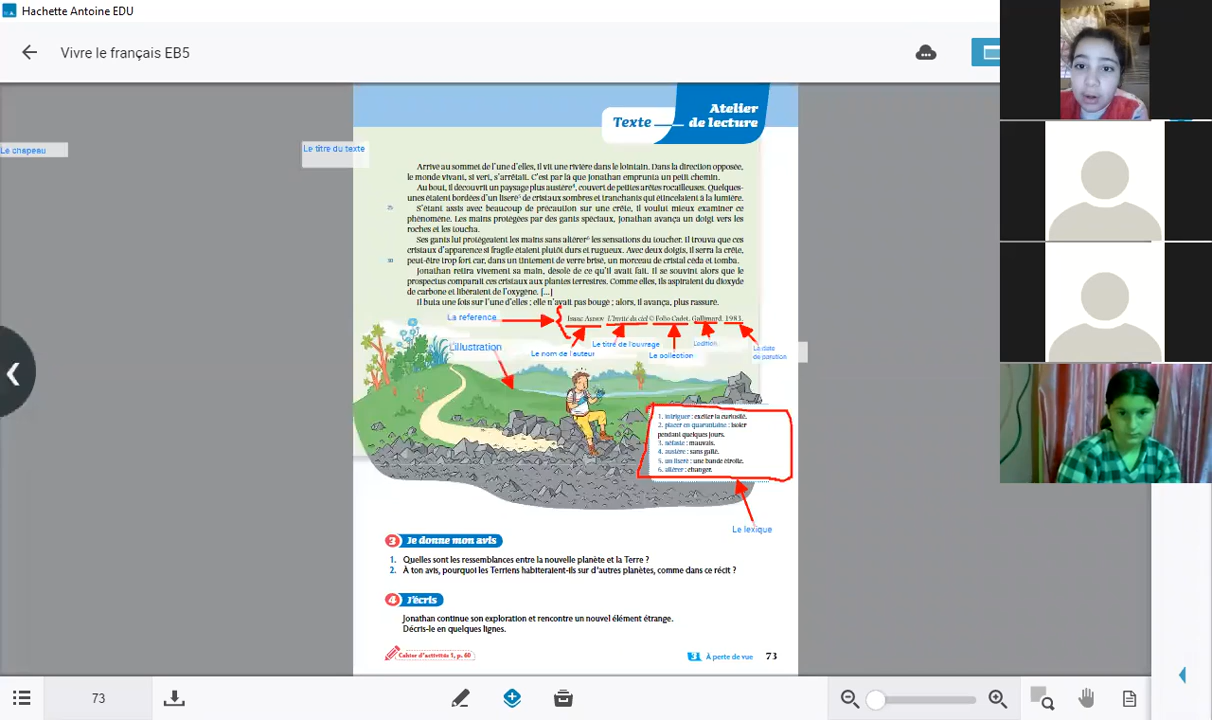 Hachette Antoine EDU
Vivre le français EB5
Texte
Atelier
de lecture
Le chapeau
Le titre du texte
Arrivé au sommet de l'une d'elles, il vit une rivière dans le lointain. Dans la direction opposée,
le monde vivant, si vert, s'arrêtait. C'est par là que Jonathan emprunta un petit chemin.
Au bout, il découvrit un paysage plus austère4, couvert de petites arêtes rocailleuses. Quelques-
unes étaient bordées d'un liseré5 de cristaux sombres et tranchants qui étincelaient à la lumière.
25
S'étant assis avec beaucoup de précaution sur une crête, il voulut mieux examiner ce
phénomène. Les mains protégées par des gants spéciaux, Jonathan avança un doigt vers les
roches et les toucha.
Ses gants lui protégeaient les mains sans altérer6 les sensations du toucher. Il trouva que ces
cristaux d'apparence si fragile étaient plutôt durs et rugueux. Avec deux doigts, il serra la crête,
30
peut-être trop fort car, dans un tintement de verre brisé, un morceau de cristal céda et tomba.
Jonathan retira vivement sa main, désolé de ce qu'il avait fait. Il se souvint alors que le
prospectus comparait ces cristaux aux plantes terrestres. Comme elles, ils aspiraient du dioxyde
de carbone et libéraient de l'oxygène. [...]
Il buta une fois sur l'une d'elles ; elle n'avait pas bougé ; alors, il avança, plus rassuré.
La référence
Isaac Asimov, L'Invité du ciel © Folio Cadet, Gallimard, 1983.
L'illustration
Le nom de l'auteur
Le titre de l'ouvrage
La collection
L'édition
La date
de parution
1. intriguer : exciter la curiosité.
2. placer en quarantaine : isoler
pendant quelques jours.
3. néfaste : mauvais.
4. austère : sans gaîté.
5. un liseré : une bande étroite.
6. altérer : changer.
Le lexique
3 Je donne mon avis
1. Quelles sont les ressemblances entre la nouvelle planète et la Terre ?
2. À ton avis, pourquoi les Terriens habiteraient-ils sur d'autres planètes, comme dans ce récit ?
4 J'écris
Jonathan continue son exploration et rencontre un nouvel élément étrange.
Décris-le en quelques lignes.
Cahier d'activités 1, p. 60
3 À perte de vue 73
73